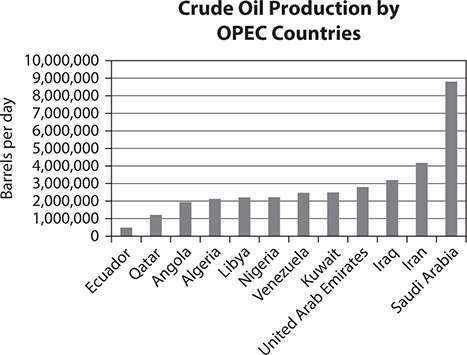 Crude Oil Production by
OPEC Countries
Barrels per day
10,000,000
9,000,000
8,000,000
7,000,000
6,000,000
5,000,000
4,000,000
3,000,000
2,000,000
1,000,000
0
Ecuador
Qatar
Angola
Algeria
Libya
Nigeria
Venezuela
Kuwait
United Arab Emirates
Iraq
Iran
Saudi Arabia